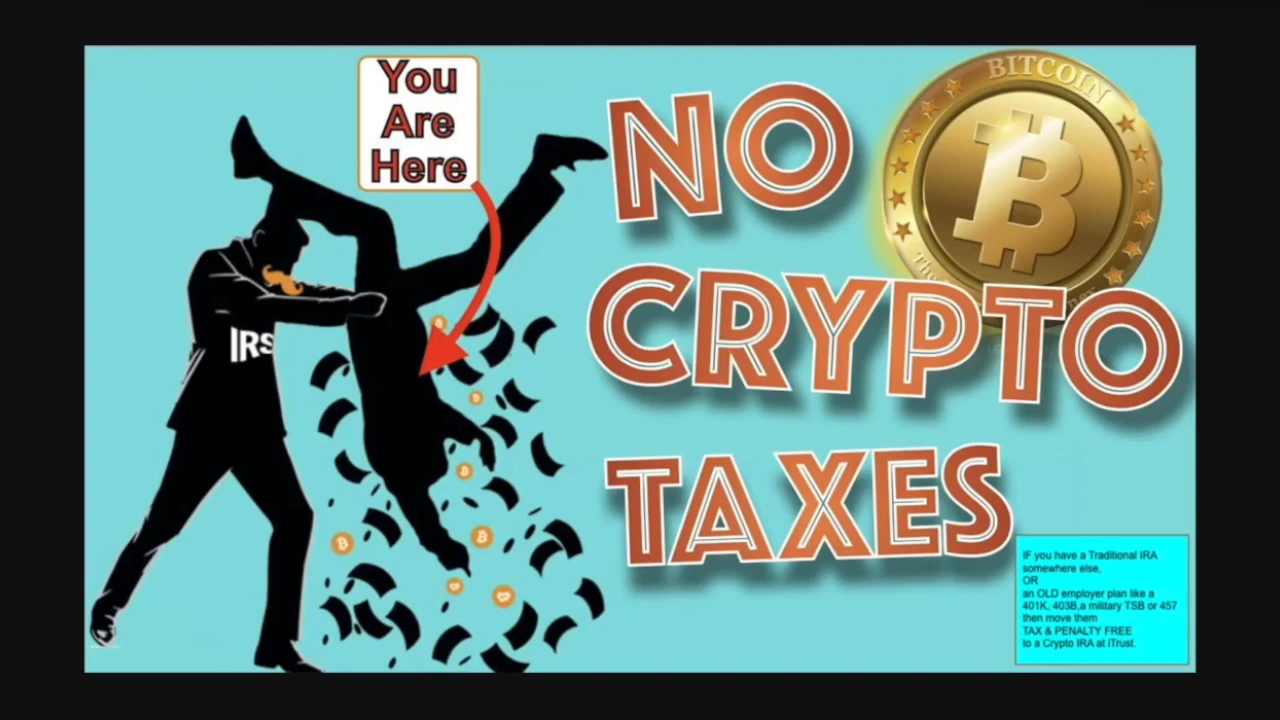 You
Are
Here
NO
BITCOIN
CRYPTO
IRS
TAXES
IF you have a Traditional IRA
somewhere else,
OR
an OLD employer plan like a
401K, 403B,a military TSB or 457
then move them
TAX & PENALTY FREE
to a Crypto IRA at iTrust.